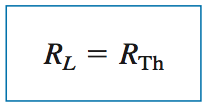 R_L = R_Th